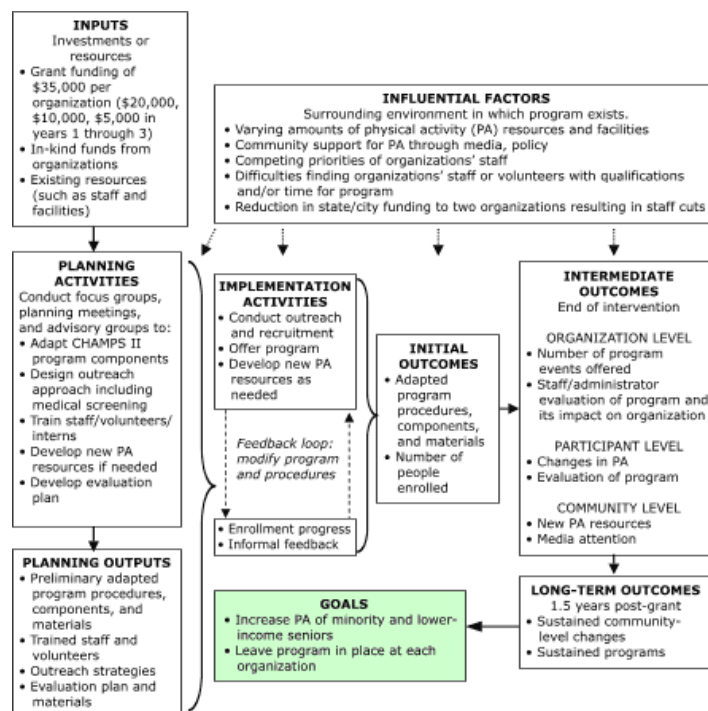 INPUTS
Investments or
resources
• Grant funding of
$35,000 per
organization ($20,000,
$10,000, $5,000 in
years 1 through 3)
• In-kind funds from
organizations
• Existing resources
(such as staff and
facilities)
INFLUENTIAL FACTORS
Surrounding environment in which program exists.
• Varying amounts of physical activity (PA) resources and facilities
• Community support for PA through media, policy
• Competing priorities of organizations' staff
• Difficulties finding organizations' staff or volunteers with qualifications
and/or time for program
• Reduction in state/city funding to two organizations resulting in staff cuts
PLANNING
ACTIVITIES
Conduct focus groups,
planning meetings,
and advisory groups to:
• Adapt CHAMPS II
program components
• Design outreach
approach including
medical screening
• Train staff/volunteers/
interns
• Develop new PA
resources if needed
• Develop evaluation
plan
PLANNING OUTPUTS
• Preliminary adapted
program procedures,
components, and
materials
• Trained staff and
volunteers
• Outreach strategies
• Evaluation plan and
materials
IMPLEMENTATION
ACTIVITIES
• Conduct outreach
and recruitment
• Offer program
• Develop new PA
resources as
needed
Feedback loop:
modify program
and procedures
• Enrollment progress
• Informal feedback
INITIAL
OUTCOMES
• Adapted
program
procedures,
components,
and materials
• Number of
people
enrolled
INTERMEDIATE
OUTCOMES
End of intervention
ORGANIZATION LEVEL
• Number of program
events offered
• Staff/administrator
evaluation of program and
its impact on organization
PARTICIPANT LEVEL
• Changes in PA
• Evaluation of program
COMMUNITY LEVEL
• New PA resources
• Media attention
LONG-TERM OUTCOMES
1.5 years post-grant
• Sustained community-
level changes
• Sustained programs
GOALS
• Increase PA of minority and lower-
income seniors
• Leave program in place at each
organization